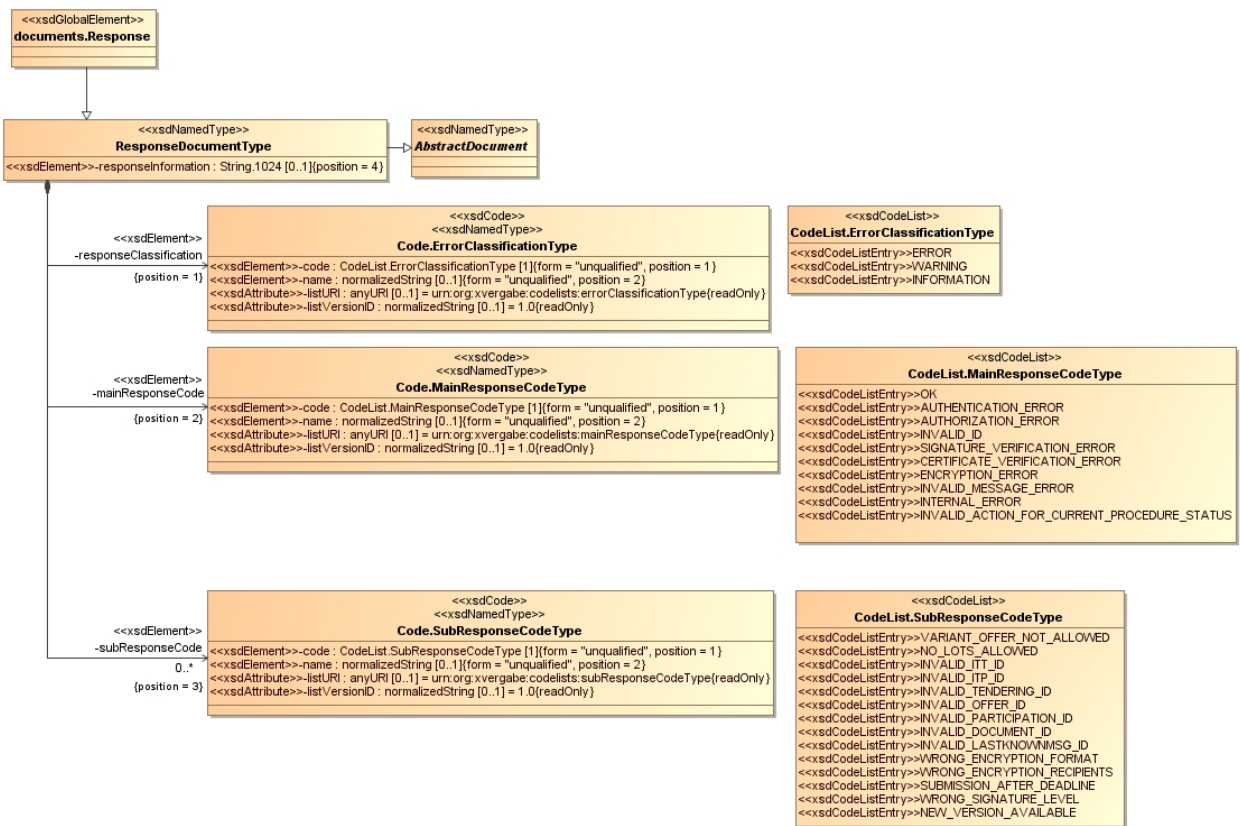 <<xsdGlobalElement>>
documents.Response
<<xsdNamedType>>
ResponseDocumentType
<<xsdElement>>-responseInformation : String.1024 [0..1]{position = 4}
<<xsdNamedType>>
AbstractDocument
<<xsdElement>>
-responseClassification
{position = 1}
<<xsdCode>>
<<xsdNamedType>>
Code.ErrorClassificationType
<<xsdElement>>-code : CodeList.ErrorClassificationType [1]{form = "unqualified", position = 1}
<<xsdElement>>-name : normalizedString [0..1]{form = "unqualified", position = 2}
<<xsdAttribute>>-listURI : anyURI [0..1] = urn:org:xvergabe:codelists:errorClassificationType{readOnly}
<<xsdAttribute>>-listVersionID : normalizedString [0..1] = 1.0{readOnly}
<<xsdCodeList>>
CodeList.ErrorClassificationType
<<xsdCodeListEntry>>ERROR
<<xsdCodeListEntry>>WARNING
<<xsdCodeListEntry>>INFORMATION
<<xsdElement>>
-mainResponseCode
{position = 2}
<<xsdCode>>
<<xsdNamedType>>
Code.MainResponseCodeType
<<xsdElement>>-code : CodeList.MainResponseCodeType [1]{form = "unqualified", position = 1}
<<xsdElement>>-name : normalizedString [0..1]{form = "unqualified", position = 2}
<<xsdAttribute>>-listURI : anyURI [0..1] = urn:org:xvergabe:codelists:mainResponseCodeType{readOnly}
<<xsdAttribute>>-listVersionID : normalizedString [0..1] = 1.0{readOnly}
<<xsdCodeList>>
CodeList.MainResponseCodeType
<<xsdCodeListEntry>>OK
<<xsdCodeListEntry>>AUTHENTICATION_ERROR
<<xsdCodeListEntry>>AUTHORIZATION_ERROR
<<xsdCodeListEntry>>INVALID_ID
<<xsdCodeListEntry>>SIGNATURE_VERIFICATION_ERROR
<<xsdCodeListEntry>>CERTIFICATE_VERIFICATION_ERROR
<<xsdCodeListEntry>>ENCRYPTION_ERROR
<<xsdCodeListEntry>>INVALID_MESSAGE_ERROR
<<xsdCodeListEntry>>INTERNAL_ERROR
<<xsdCodeListEntry>>INVALID_ACTION_FOR_CURRENT_PROCEDURE_STATUS
<<xsdElement>>
-subResponseCode
0..*
{position = 3}
<<xsdCode>>
<<xsdNamedType>>
Code.SubResponseCodeType
<<xsdElement>>-code : CodeList.SubResponseCodeType [1]{form = "unqualified", position = 1}
<<xsdElement>>-name : normalizedString [0..1]{form = "unqualified", position = 2}
<<xsdAttribute>>-listURI : anyURI [0..1] = urn:org:xvergabe:codelists:subResponseCodeType{readOnly}
<<xsdAttribute>>-listVersionID : normalizedString [0..1] = 1.0{readOnly}
<<xsdCodeList>>
CodeList.SubResponseCodeType
<<xsdCodeListEntry>>VARIANT_OFFER_NOT_ALLOWED
<<xsdCodeListEntry>>NO_LOTS_ALLOWED
<<xsdCodeListEntry>>INVALID_ITT_ID
<<xsdCodeListEntry>>INVALID_ITP_ID
<<xsdCodeListEntry>>INVALID_TENDERING_ID
<<xsdCodeListEntry>>INVALID_OFFER_ID
<<xsdCodeListEntry>>INVALID_PARTICIPATION_ID
<<xsdCodeListEntry>>INVALID_DOCUMENT_ID
<<xsdCodeListEntry>>INVALID_LASTKNOWNMSG_ID
<<xsdCodeListEntry>>WRONG_ENCRYPTION_FORMAT
<<xsdCodeListEntry>>WRONG_ENCRYPTION_RECIPIENTS
<<xsdCodeListEntry>>SUBMISSION_AFTER_DEADLINE
<<xsdCodeListEntry>>WRONG_SIGNATURE_LEVEL
<<xsdCodeListEntry>>NEW_VERSION_AVAILABLE